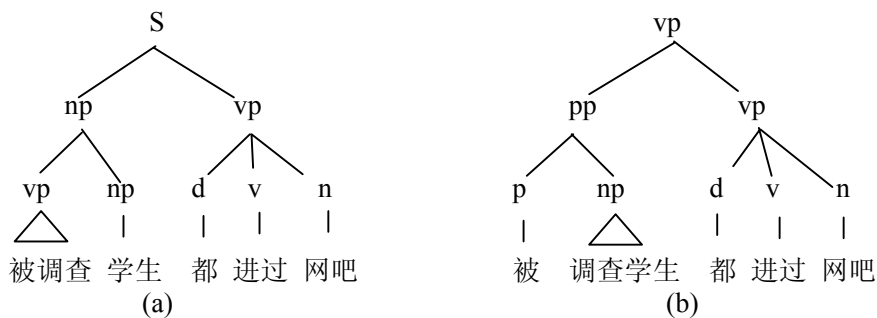 S vp
np vp pp vp
vp np d v n p np d v n
被调查 学生 都 进过 网吧 被 调查学生 都 进过 网吧
(a) (b)